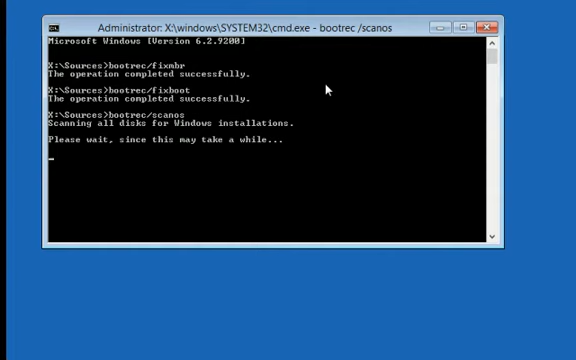 Administrator: X:\windows\SYSTEM32\cmd.exe - bootrec /scanos
Microsoft Windows [Version 6.2.9200]
X:\Sources>bootrec/fixmbr
The operation completed successfully.
X:\Sources>bootrec/fixboot
The operation completed successfully.
X:\Sources>bootrec/scanos
Scanning all disks for Windows installations.
Please wait, since this may take a while...